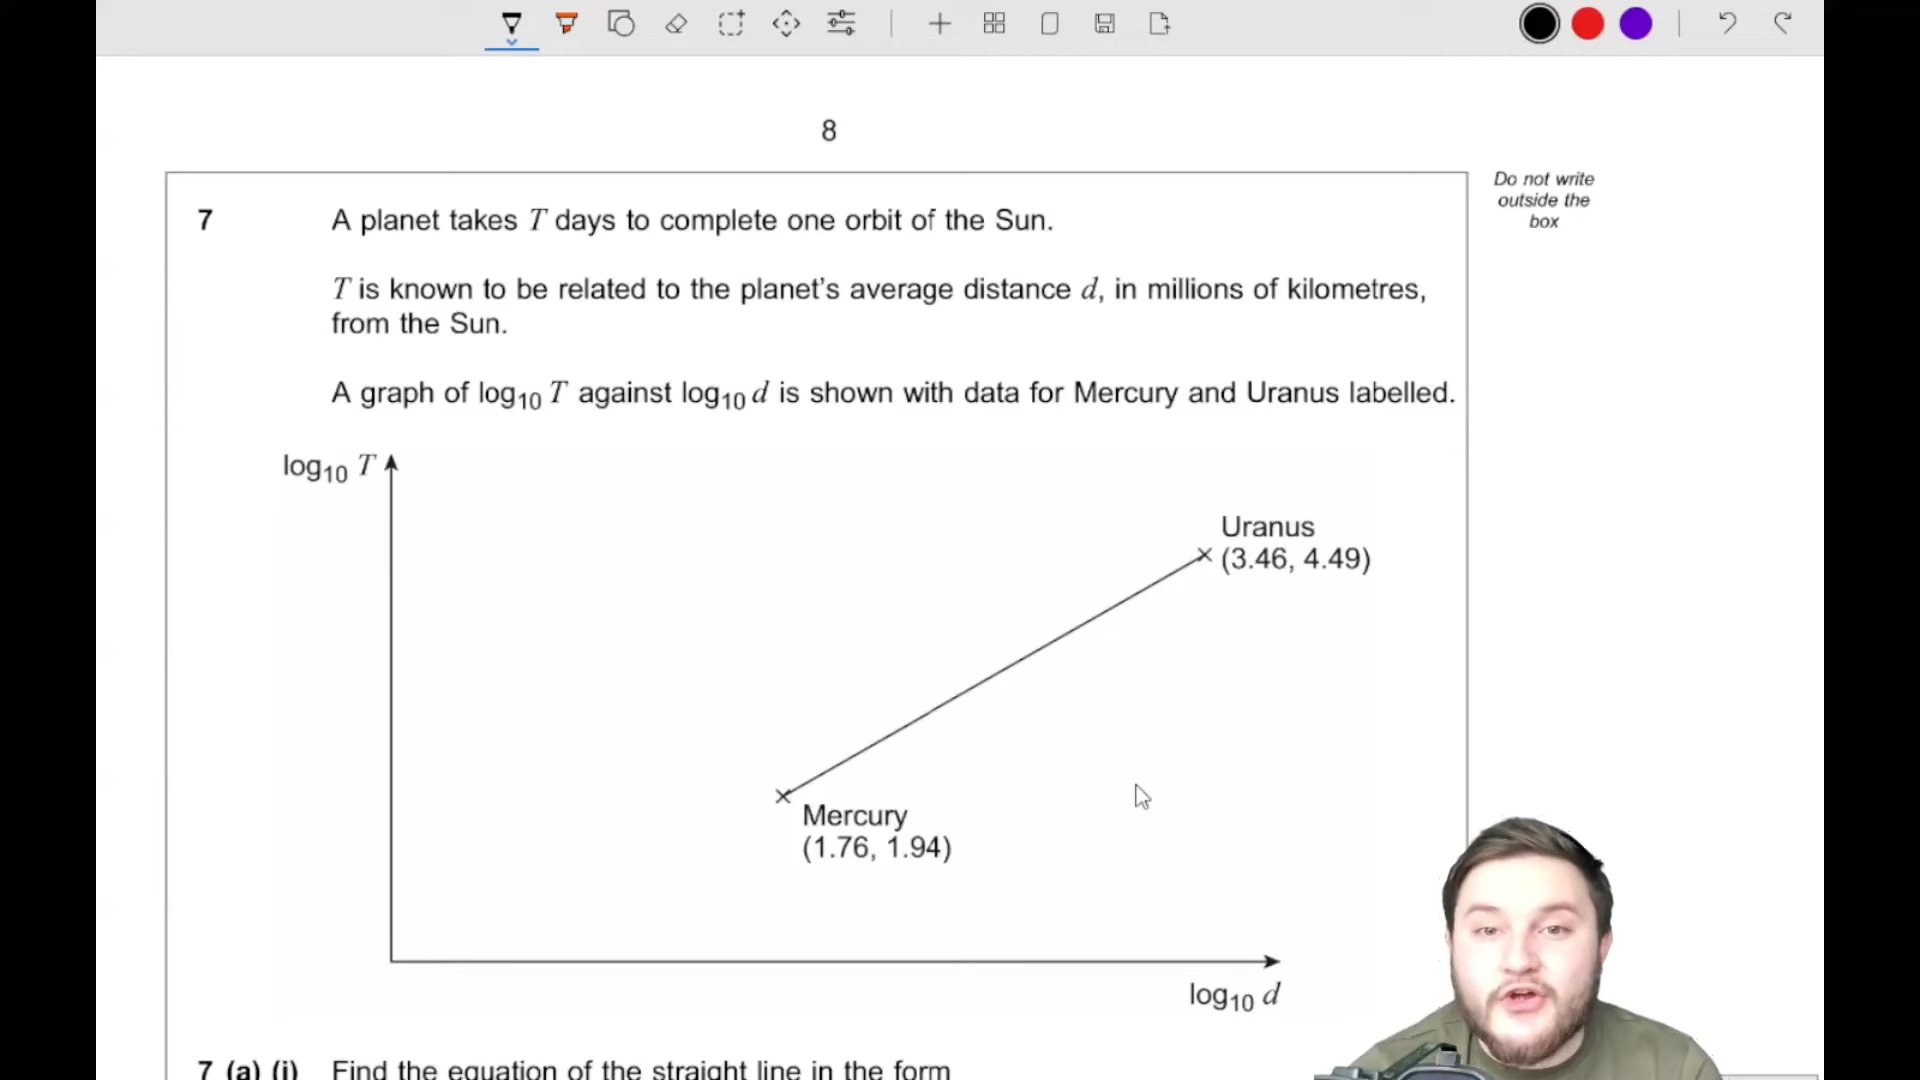 8
Do not write
outside the
box
7 A planet takes T days to complete one orbit of the Sun.
T is known to be related to the planet's average distance d, in millions of kilometres,
from the Sun.
A graph of log10 T against log10 d is shown with data for Mercury and Uranus labelled.
log10 T
Uranus
(3.46, 4.49)
Mercury
(1.76, 1.94)
log10 d
7 (a) (i) Find the equation of the straight line in the form